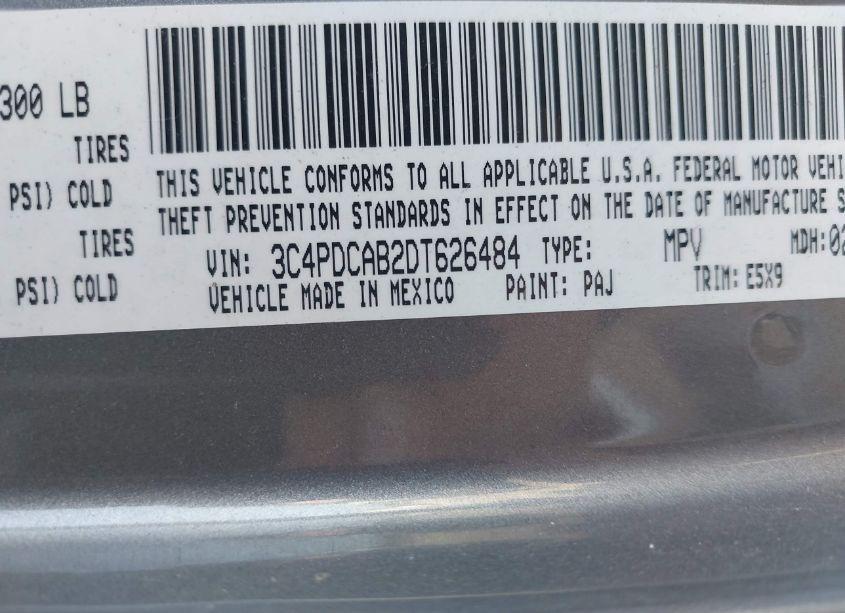 300 LB
TIRES
PSI) COLD
TIRES
PSI) COLD
THIS VEHICLE CONFORMS TO ALL APPLICABLE U.S.A. FEDERAL MOTOR VEHI
THEFT PREVENTION STANDARDS IN EFFECT ON THE DATE OF MANUFACTURE S
VIN: 3C4PDCAB2DT626484 TYPE: MPV MDH:02
VEHICLE MADE IN MEXICO PAINT: PAJ TRIM: E5X9